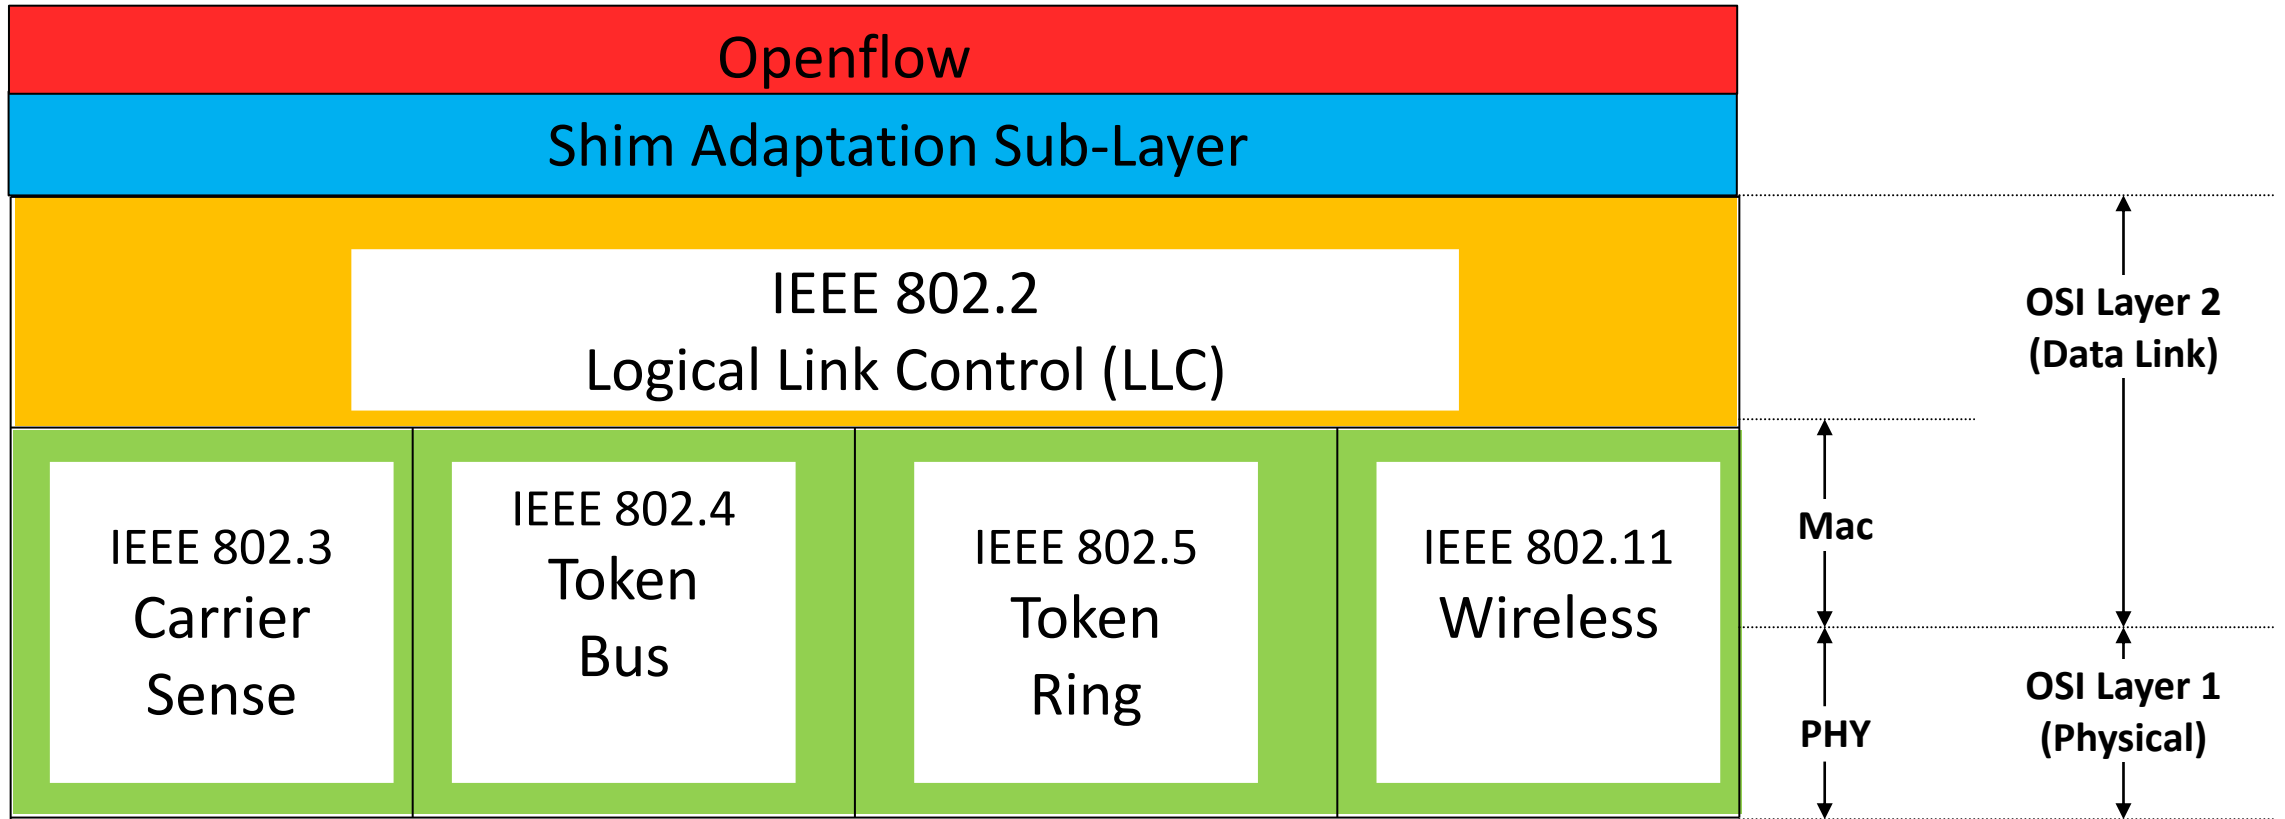 Openflow
Shim Adaptation Sub-Layer
IEEE 802.2
Logical Link Control (LLC)
OSI Layer 2
(Data Link)
IEEE 802.3
Carrier
Sense
IEEE 802.4
Token
Bus
IEEE 802.5
Token
Ring
IEEE 802.11
Wireless
Mac
PHY
OSI Layer 1
(Physical)